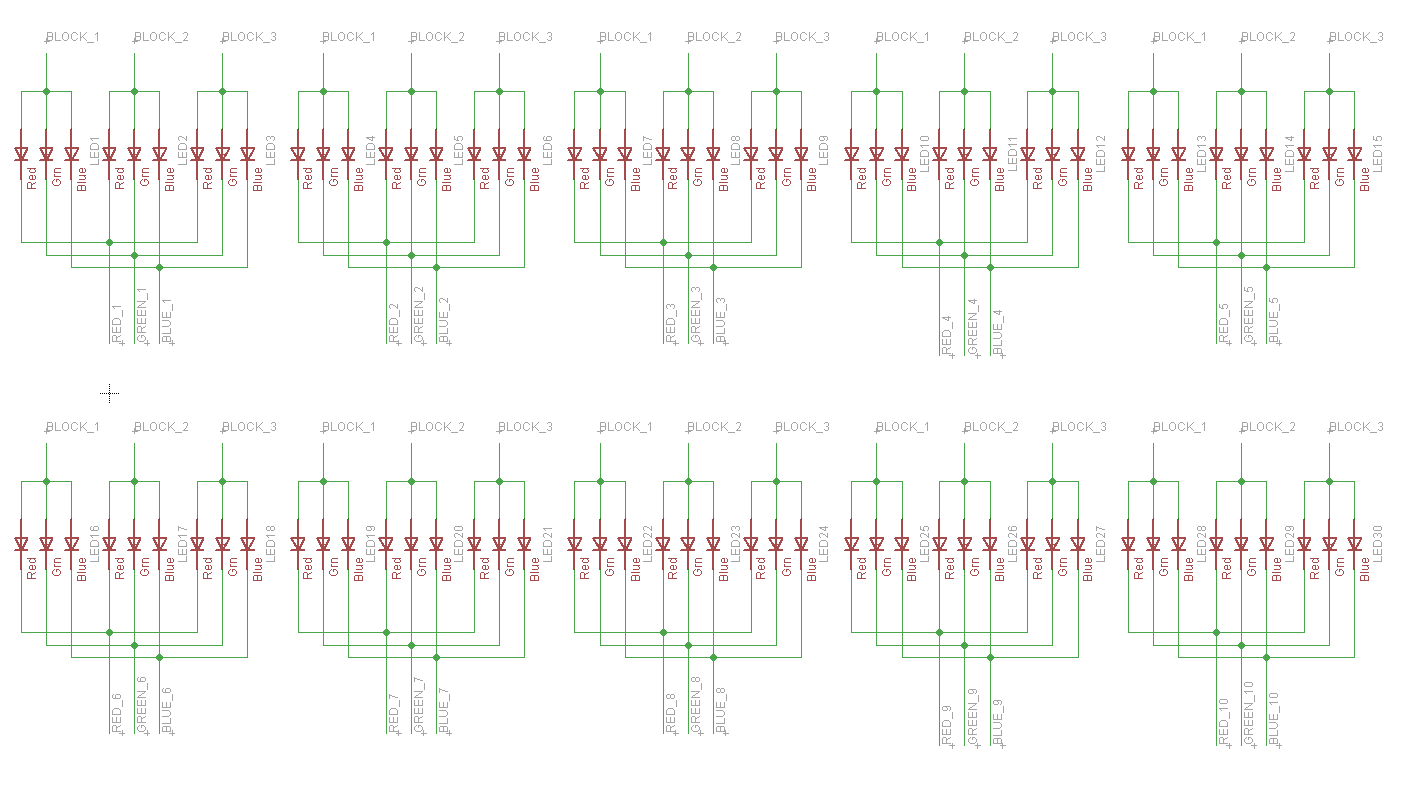 BLOCK_1 BLOCK_2 BLOCK_3 BLOCK_1 BLOCK_2 BLOCK_3 BLOCK_1 BLOCK_2 BLOCK_3 BLOCK_1 BLOCK_2 BLOCK_3 BLOCK_1 BLOCK_2 BLOCK_3
LED1 LED2 LED3 LED4 LED5 LED6 LED7 LED8 LED9 LED10 LED11 LED12 LED13 LED14 LED15
Red Grn Blue Red Grn Blue Red Grn Blue Red Grn Blue Red Grn Blue Red Grn Blue Red Grn Blue Red Grn Blue Red Grn Blue Red Grn Blue Red Grn Blue Red Grn Blue Red Grn Blue Red Grn Blue Red Grn Blue
RED_1 GREEN_1 BLUE_1 RED_2 GREEN_2 BLUE_2 RED_3 GREEN_3 BLUE_3 RED_4 GREEN_4 BLUE_4 RED_5 GREEN_5 BLUE_5
BLOCK_1 BLOCK_2 BLOCK_3 BLOCK_1 BLOCK_2 BLOCK_3 BLOCK_1 BLOCK_2 BLOCK_3 BLOCK_1 BLOCK_2 BLOCK_3 BLOCK_1 BLOCK_2 BLOCK_3
LED16 LED17 LED18 LED19 LED20 LED21 LED22 LED23 LED24 LED25 LED26 LED27 LED28 LED29 LED30
Red Grn Blue Red Grn Blue Red Grn Blue Red Grn Blue Red Grn Blue Red Grn Blue Red Grn Blue Red Grn Blue Red Grn Blue Red Grn Blue Red Grn Blue Red Grn Blue Red Grn Blue Red Grn Blue Red Grn Blue
RED_6 GREEN_6 BLUE_6 RED_7 GREEN_7 BLUE_7 RED_8 GREEN_8 BLUE_8 RED_9 GREEN_9 BLUE_9 RED_10 GREEN_10 BLUE_10